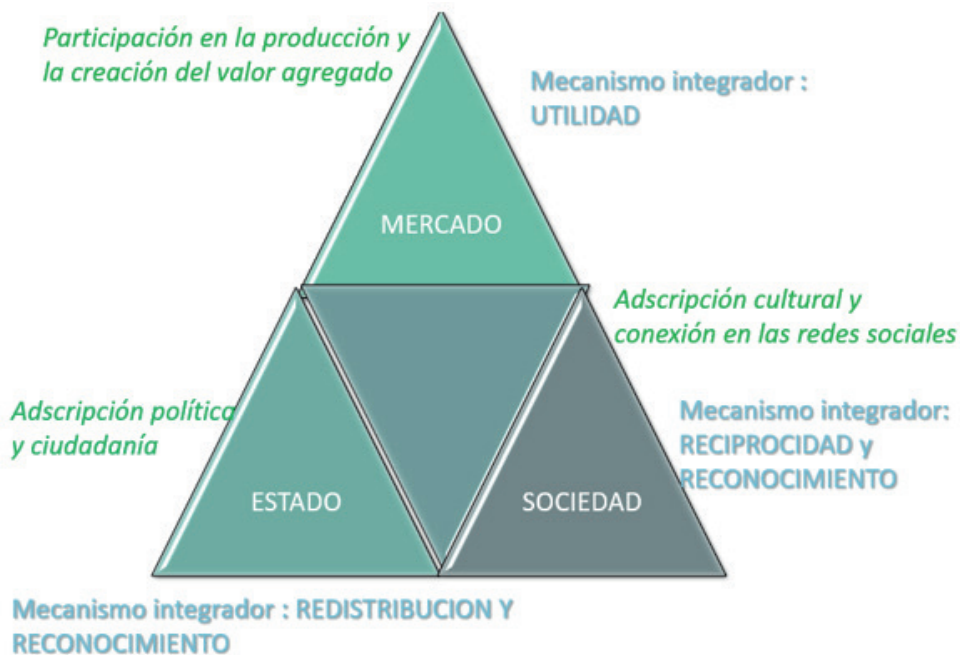 Participación en la producción y
la creación del valor agregado
Mecanismo integrador :
UTILIDAD
MERCADO
Adscripción cultural y
conexión en las redes sociales
Adscripción política
y ciudadanía
Mecanismo integrador:
RECIPROCIDAD y
RECONOCIMIENTO
ESTADO
SOCIEDAD
Mecanismo integrador : REDISTRIBUCION Y
RECONOCIMIENTO